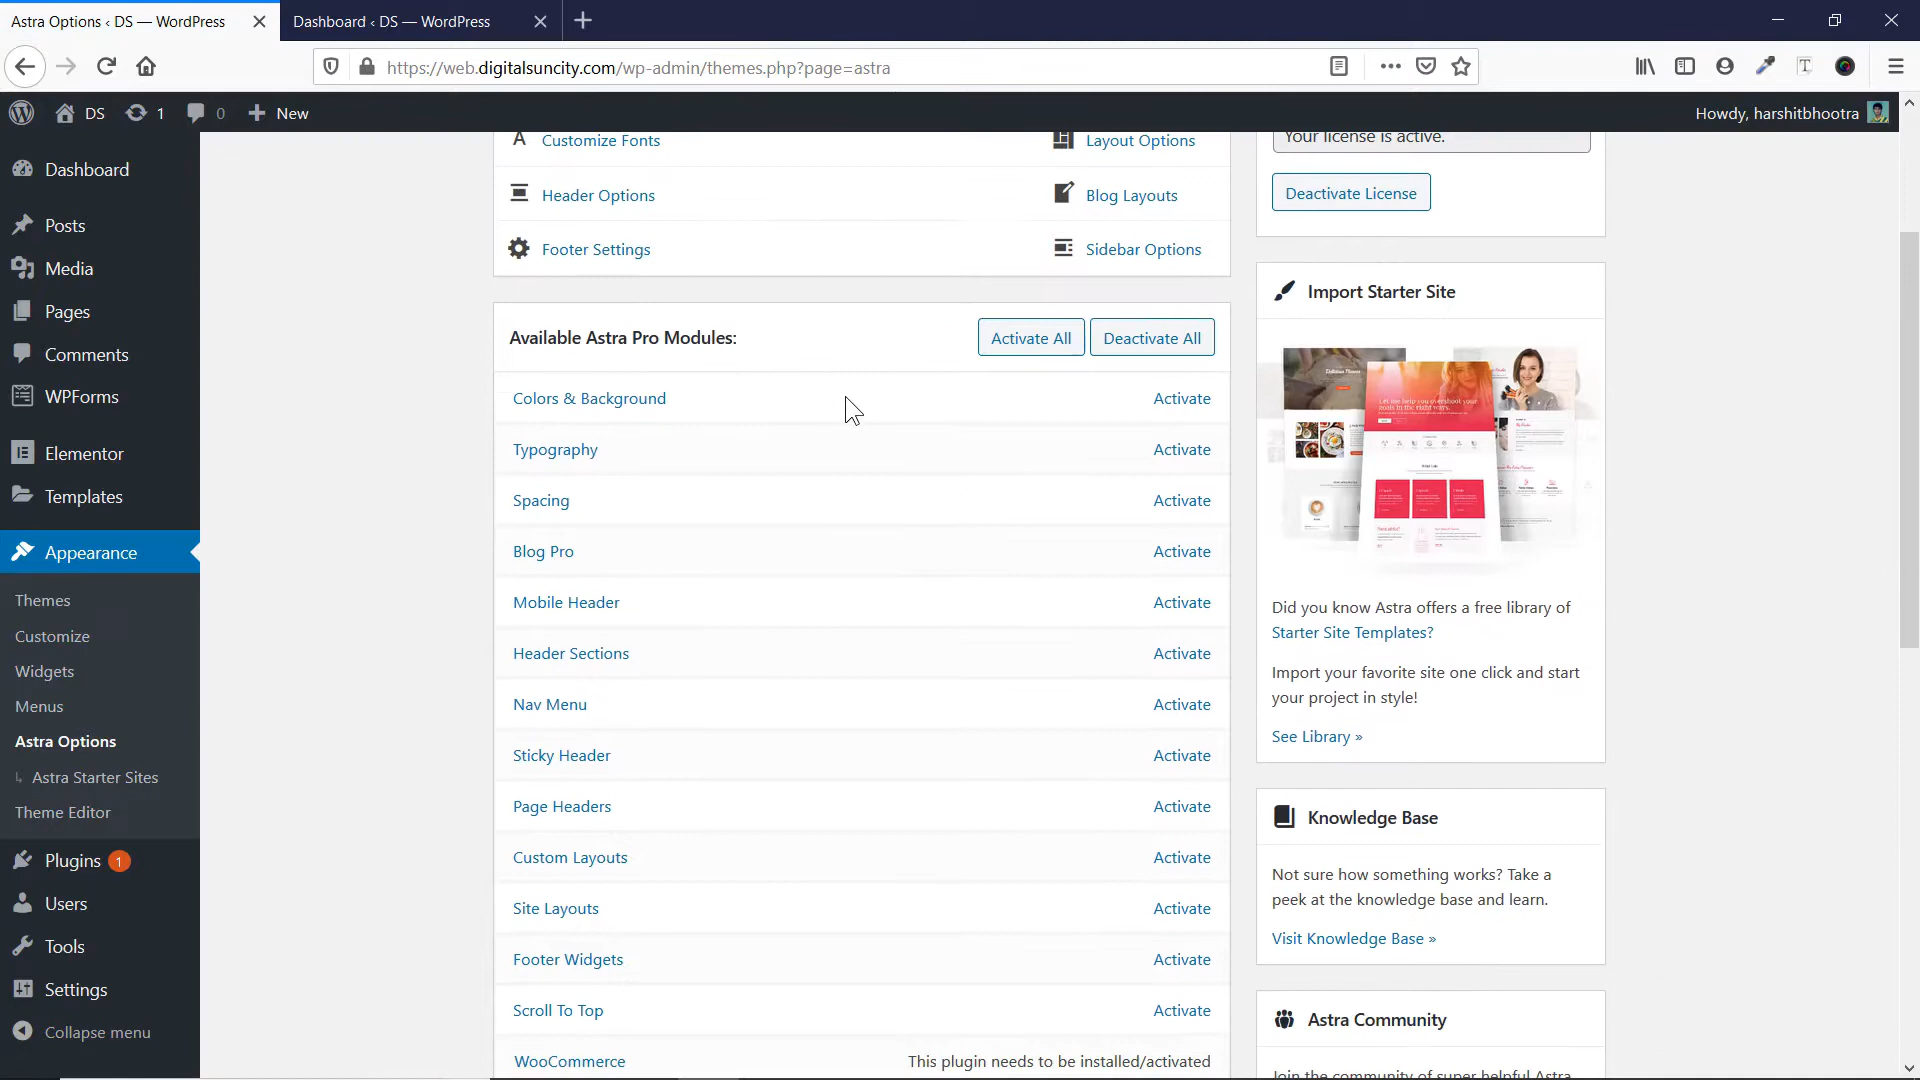 Astra Options ‹ DS — WordPress
Dashboard ‹ DS — WordPress
https://web.digitalsuncity.com/wp-admin/themes.php?page=astra
DS
1
0
New
Howdy, harshitbhootra
Dashboard
Posts
Media
Pages
Comments
WPForms
Elementor
Templates
Appearance
Themes
Customize
Widgets
Menus
Astra Options
Astra Starter Sites
Theme Editor
Plugins 1
Users
Tools
Settings
Collapse menu
Customize Fonts
Layout Options
Header Options
Blog Layouts
Footer Settings
Sidebar Options
Available Astra Pro Modules:
Activate All
Deactivate All
Colors & Background Activate
Typography Activate
Spacing Activate
Blog Pro Activate
Mobile Header Activate
Header Sections Activate
Nav Menu Activate
Sticky Header Activate
Page Headers Activate
Custom Layouts Activate
Site Layouts Activate
Footer Widgets Activate
Scroll To Top Activate
WooCommerce This plugin needs to be installed/activated
Your license is active.
Deactivate License
Import Starter Site
Did you know Astra offers a free library of
Starter Site Templates?
Import your favorite site one click and start
your project in style!
See Library »
Knowledge Base
Not sure how something works? Take a
peek at the knowledge base and learn.
Visit Knowledge Base »
Astra Community
Join the community of super helpful Astra